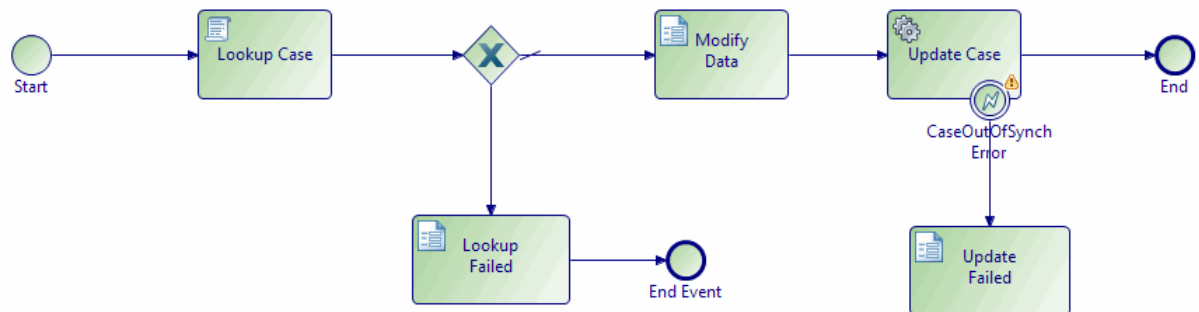 Start
Lookup Case
Modify
Data
Update Case
CaseOutOfSynch
Error
End
Lookup
Failed
End Event
Update
Failed